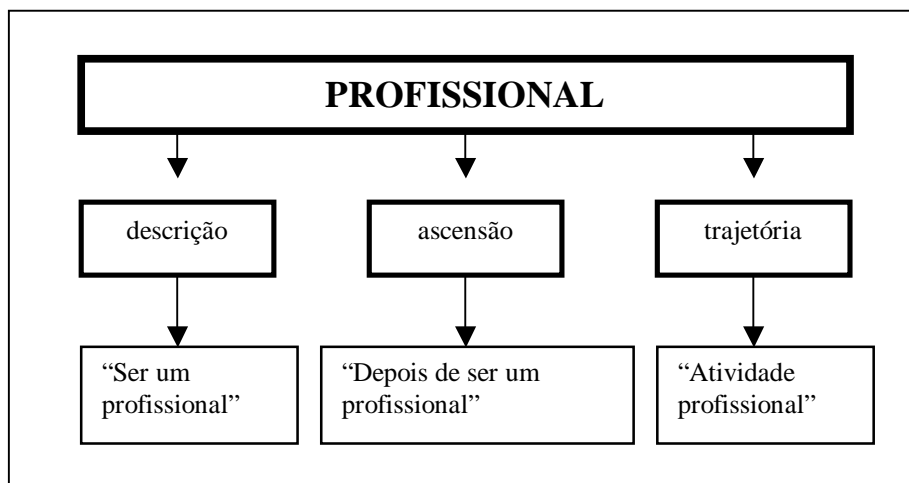 PROFISSIONAL
descrição
ascensão
trajetória
“Ser um
profissional”
“Depois de ser um
profissional”
“Atividade
profissional”